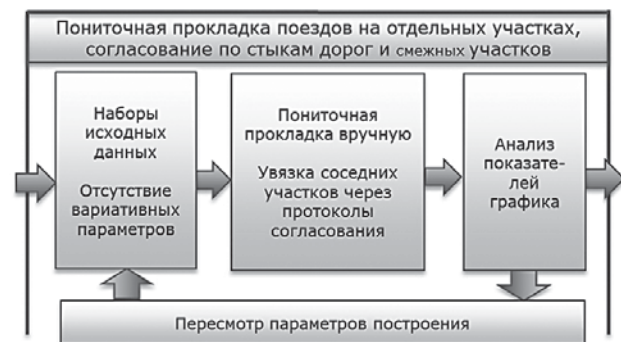 Пониточная прокладка поездов на отдельных участках,
согласование по стыкам дорог и смежных участков
Наборы
исходных
данных
Отсутствие
вариативных
параметров
Пониточная
прокладка вручную
Увязка соседних
участков через
протоколы
согласования
Анализ
показате-
лей
графика
Пересмотр параметров построения